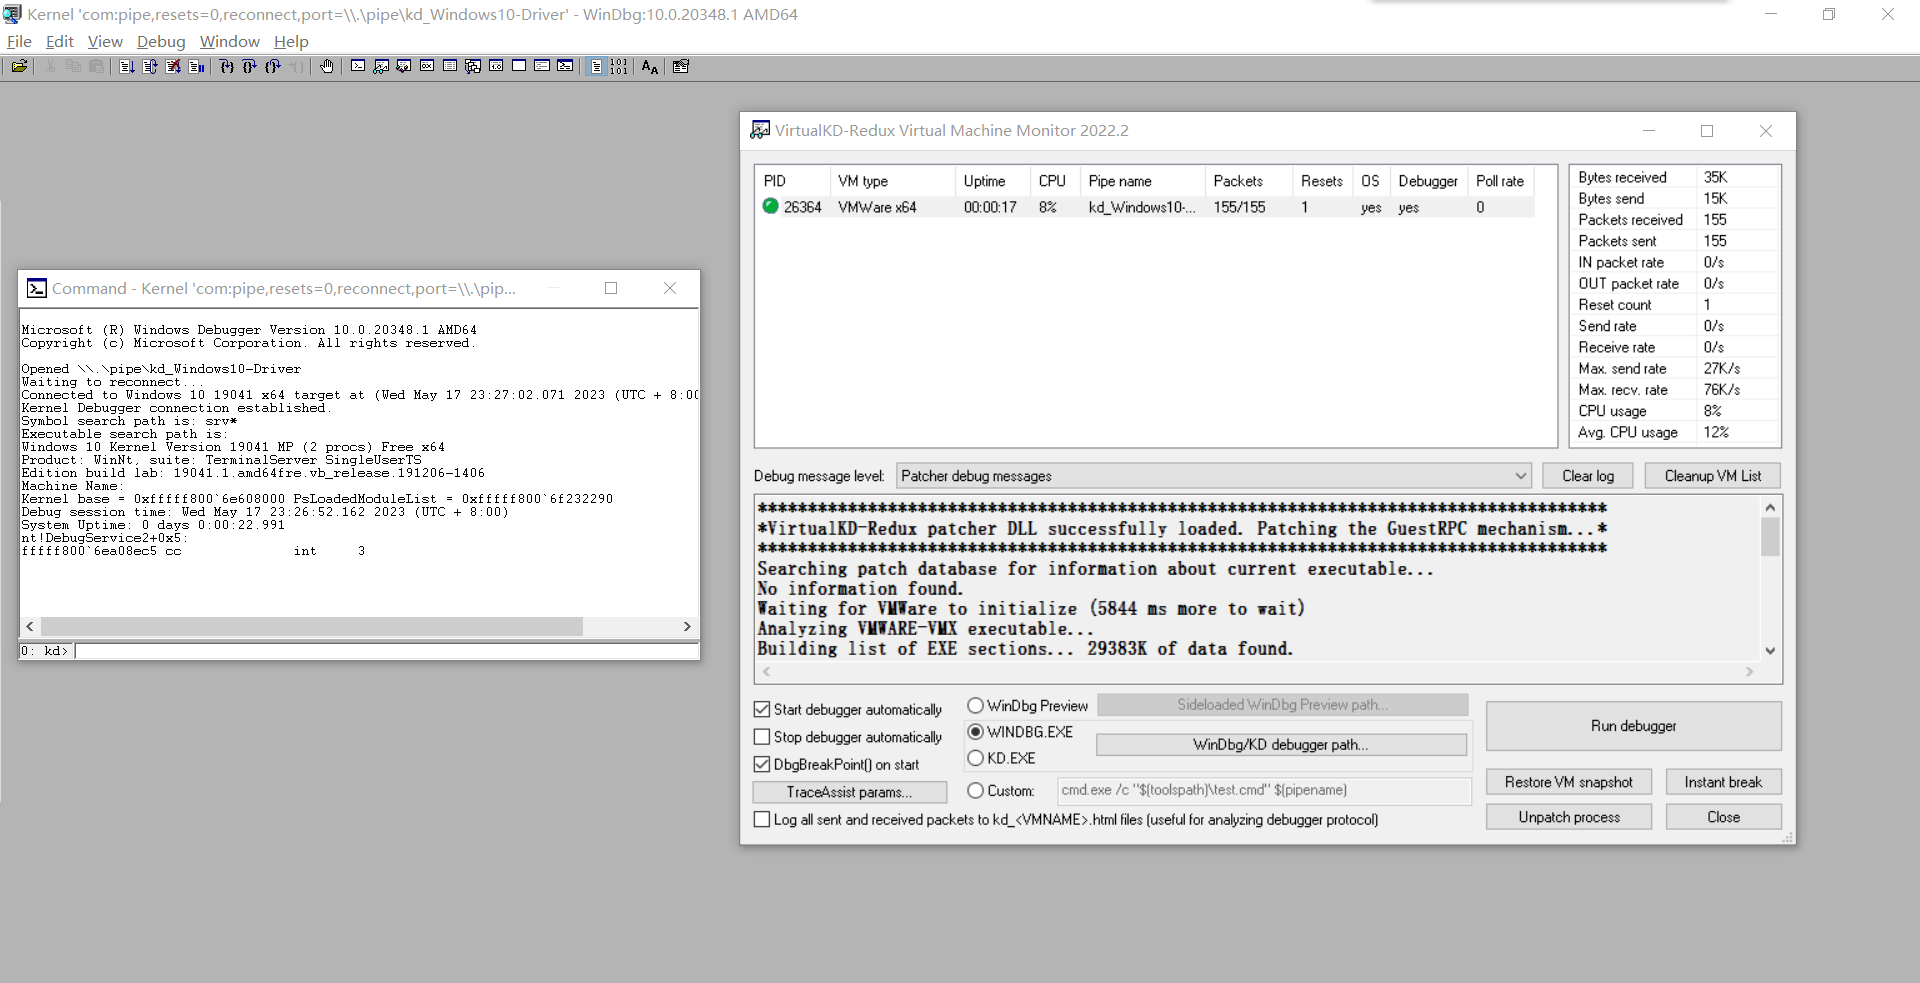 Kernel 'com:pipe,resets=0,reconnect,port=\\.\pipe\kd_Windows10-Driver' - WinDbg:10.0.20348.1 AMD64
File Edit View Debug Window Help
Command - Kernel 'com:pipe,resets=0,reconnect,port=\\.\pip...
Microsoft (R) Windows Debugger Version 10.0.20348.1 AMD64
Copyright (c) Microsoft Corporation. All rights reserved.
Opened \\.\pipe\kd_Windows10-Driver
Waiting to reconnect...
Connected to Windows 10 19041 x64 target at (Wed May 17 23:27:02.071 2023 (UTC + 8:00
Kernel Debugger connection established.
Symbol search path is: srv*
Executable search path is:
Windows 10 Kernel Version 19041 MP (2 procs) Free x64
Product: WinNt, suite: TerminalServer SingleUserTS
Edition build lab: 19041.1.amd64fre.vb_release.191206-1406
Machine Name:
Kernel base = 0xfffff800`6e608000 PsLoadedModuleList = 0xfffff800`6f232290
Debug session time: Wed May 17 23:26:52.162 2023 (UTC + 8:00)
System Uptime: 0 days 0:00:22.991
nt!DebugService2+0x5:
fffff800`6ea08ec5 cc int 3
0: kd>
VirtualKD-Redux Virtual Machine Monitor 2022.2
PID VM type Uptime CPU Pipe name Packets Resets OS Debugger Poll rate
26364 VMWare x64 00:00:17 8% kd_Windows10-... 155/155 1 yes yes 0
Bytes received 35K
Bytes send 15K
Packets received 155
Packets sent 155
IN packet rate 0/s
OUT packet rate 0/s
Reset count 1
Send rate 0/s
Receive rate 0/s
Max. send rate 27K/s
Max. recv. rate 76K/s
CPU usage 8%
Avg. CPU usage 12%
Debug message level: Patcher debug messages Clear log Cleanup VM List
*************************************************************************************
*VirtualKD-Redux patcher DLL successfully loaded. Patching the GuestRPC mechanism...*
*************************************************************************************
Searching patch database for information about current executable...
No information found.
Waiting for VMWare to initialize (5844 ms more to wait)
Analyzing VMWARE-VMX executable...
Building list of EXE sections... 29383K of data found.
Start debugger automatically
Stop debugger automatically
DbgBreakPoint() on start
TraceAssist params...
WinDbg Preview Sideloaded WinDbg Preview path...
WINDBG.EXE
WinDbg/KD debugger path...
KD.EXE
Custom: cmd.exe /c "$(toolspath)\test.cmd" $(pipename)
Log all sent and received packets to kd_<VMNAME>.html files (useful for analyzing debugger protocol)
Run debugger
Restore VM snapshot Instant break
Unpatch process Close